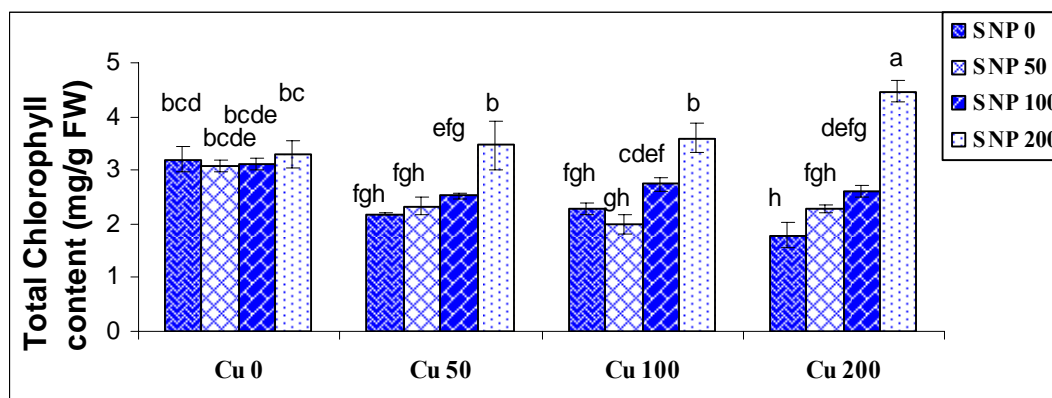 SNP 0
SNP 50
SNP 100
SNP 200
Total Chlorophyll
content (mg/g FW)
5
4
3
2
1
0
bcd
bcde
bcde
bc
fgh
fgh
efg
b
fgh
gh
cdef
b
h
fgh
defg
a
Cu 0
Cu 50
Cu 100
Cu 200